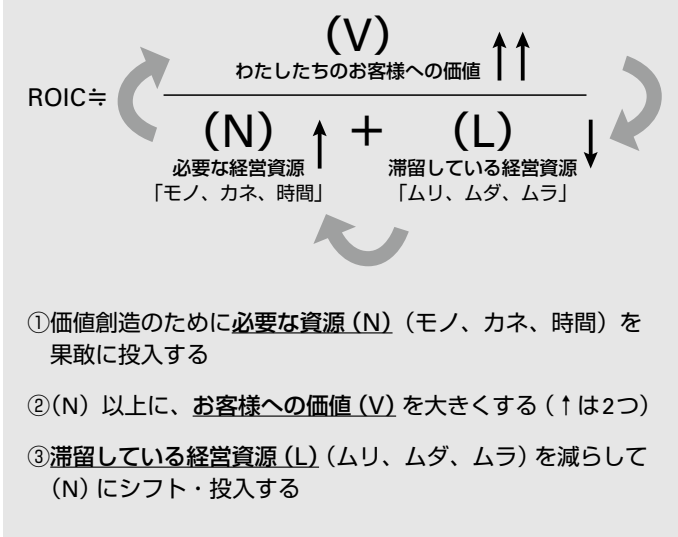 (V)
わたしたちのお客様への価値 ↑↑
ROIC≒
(N) ↑ + (L) ↓
必要な経営資源 滞留している経営資源
「モノ、カネ、時間」 「ムリ、ムダ、ムラ」
①価値創造のために必要な資源(N)(モノ、カネ、時間)を
果敢に投入する
②(N)以上に、お客様への価値(V)を大きくする(↑は2つ)
③滞留している経営資源(L)(ムリ、ムダ、ムラ)を減らして
(N)にシフト・投入する